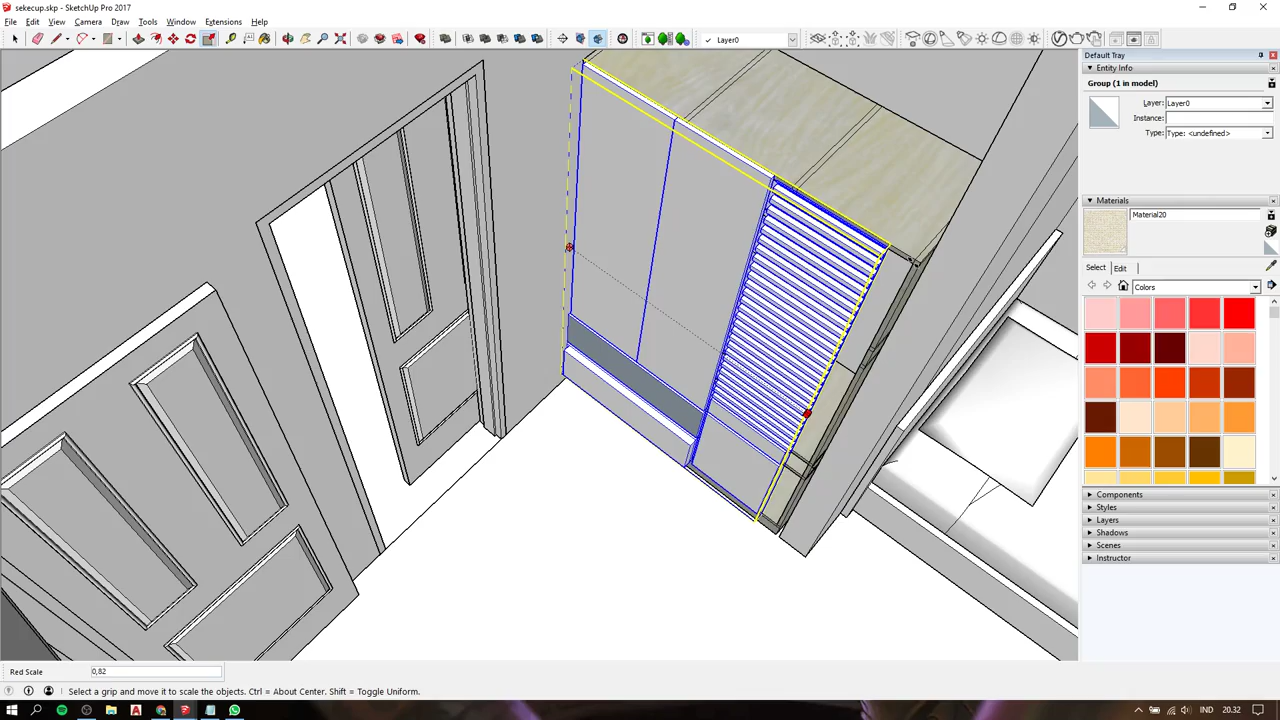 sekecup.skp - SketchUp Pro 2017
File Edit View Camera Draw Tools Window Extensions Help
Layer0
Default Tray
Entity Info
Group (1 in model)
Layer: Layer0
Instance:
Type: Type: <undefined>
Materials
Material20
Select Edit
Colors
Components
Styles
Layers
Shadows
Scenes
Instructor
Red Scale 0,82
Select a grip and move it to scale the objects. Ctrl = About Center. Shift = Toggle Uniform.
IND 20.32